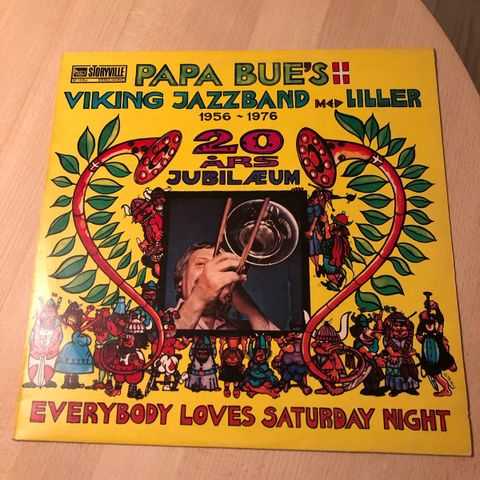 STORYVILLE
PAPA BUE'S!!
VIKING JAZZBAND MED LILLER
1956 ~ 1976
20
ÅRS
JUBILÆUM
EVERYBODY LOVES SATURDAY NIGHT